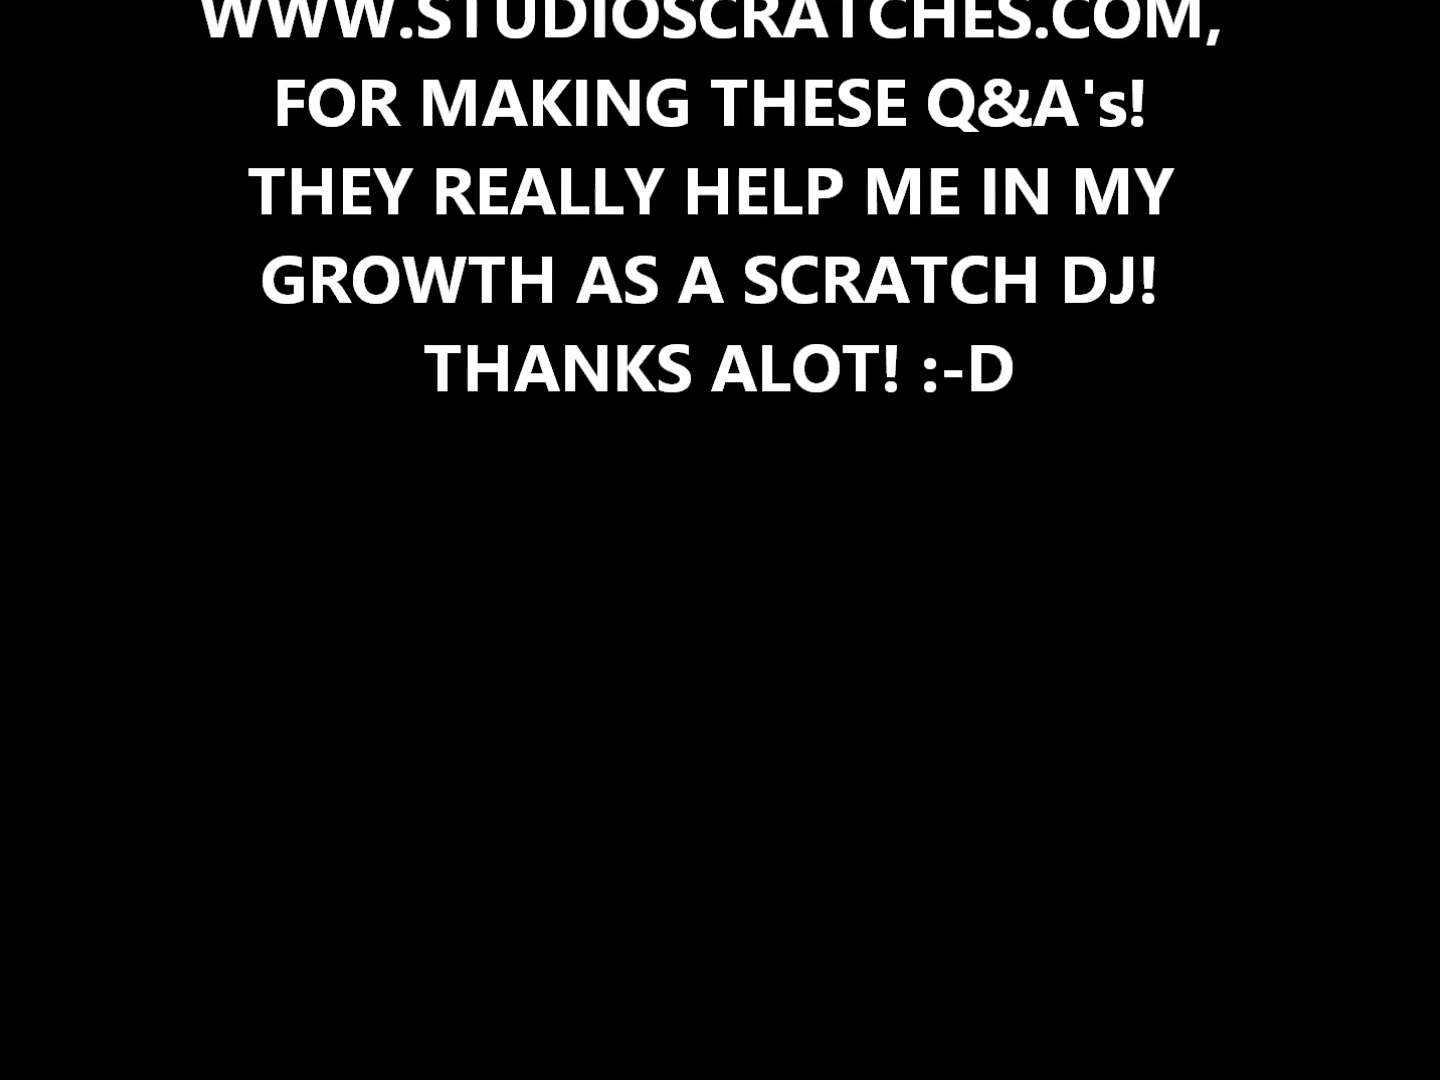 WWW.STUDIOSCRATCHES.COM,
FOR MAKING THESE Q&A's!
THEY REALLY HELP ME IN MY
GROWTH AS A SCRATCH DJ!
THANKS ALOT! :-D